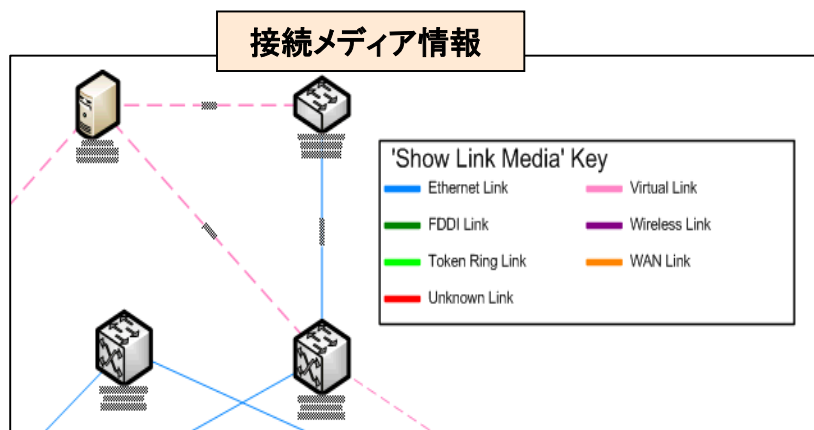 接続メディア情報
'Show Link Media' Key
Ethernet Link
Virtual Link
FDDI Link
Wireless Link
Token Ring Link
WAN Link
Unknown Link